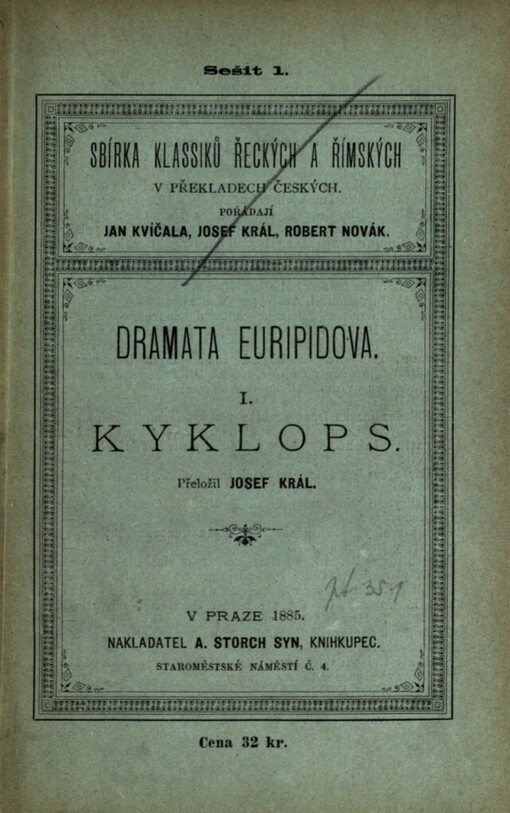 Sešit 1.
SBÍRKA KLASSIKŮ ŘECKÝCH A ŘÍMSKÝCH
V PŘEKLADECH ČESKÝCH.
POŘÁDAJÍ
JAN KVÍČALA, JOSEF KRÁL, ROBERT NOVÁK.
DRAMATA EURIPIDOVA.
I.
KYKLOPS.
Přeložil JOSEF KRÁL.
V PRAZE 1885.
NAKLADATEL A. STORCH SYN, KNIHKUPEC.
STAROMĚSTSKÉ NÁMĚSTÍ Č. 4.
Cena 32 kr.